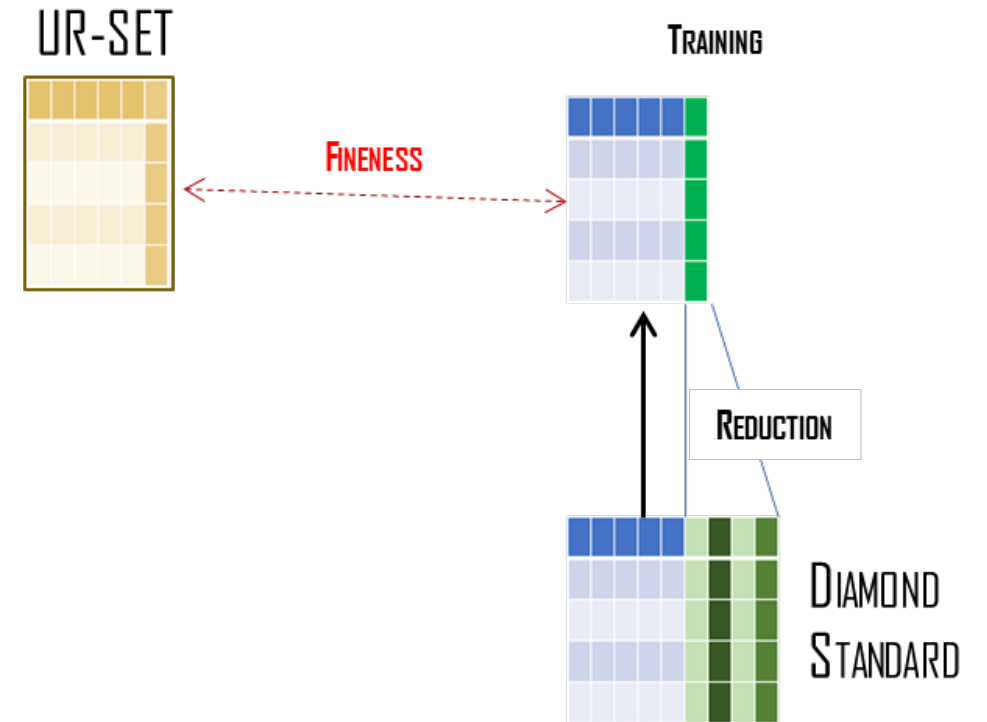 UR-SET
TRAINING
FINENESS
REDUCTION
DIAMOND
STANDARD